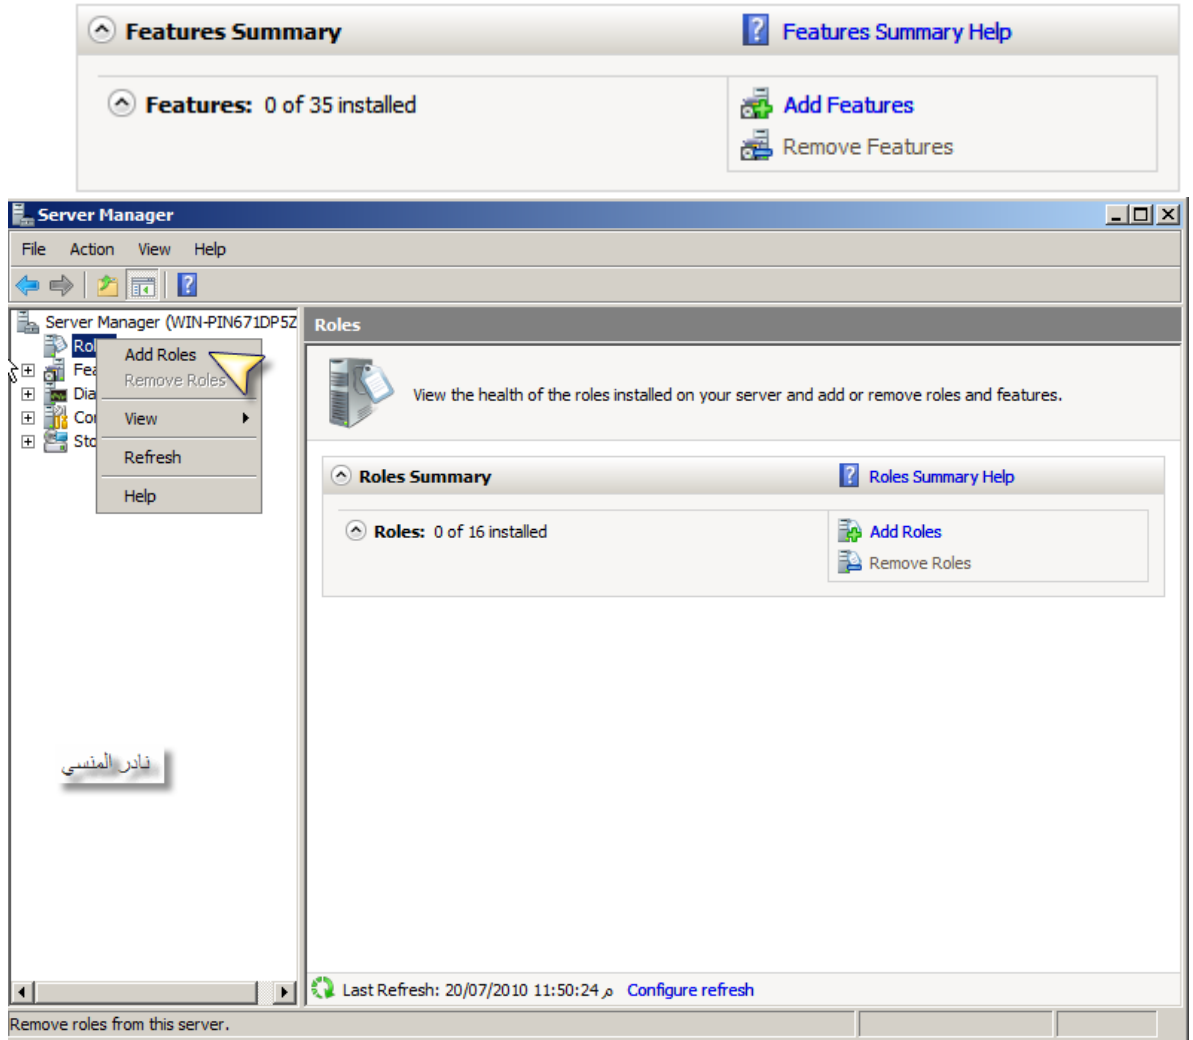 Features Summary
Features Summary Help
Features: 0 of 35 installed
Add Features
Remove Features
Server Manager
File Action View Help
Server Manager (WIN-PIN671DP5Z
Roles
Rol
Add Roles
Remove Roles
Fea
Dia
View
Cor
Sto
Refresh
Help
View the health of the roles installed on your server and add or remove roles and features.
Roles Summary
Roles Summary Help
Roles: 0 of 16 installed
Add Roles
Remove Roles
نادر المنسي
Last Refresh: 20/07/2010 11:50:24 م Configure refresh
Remove roles from this server.